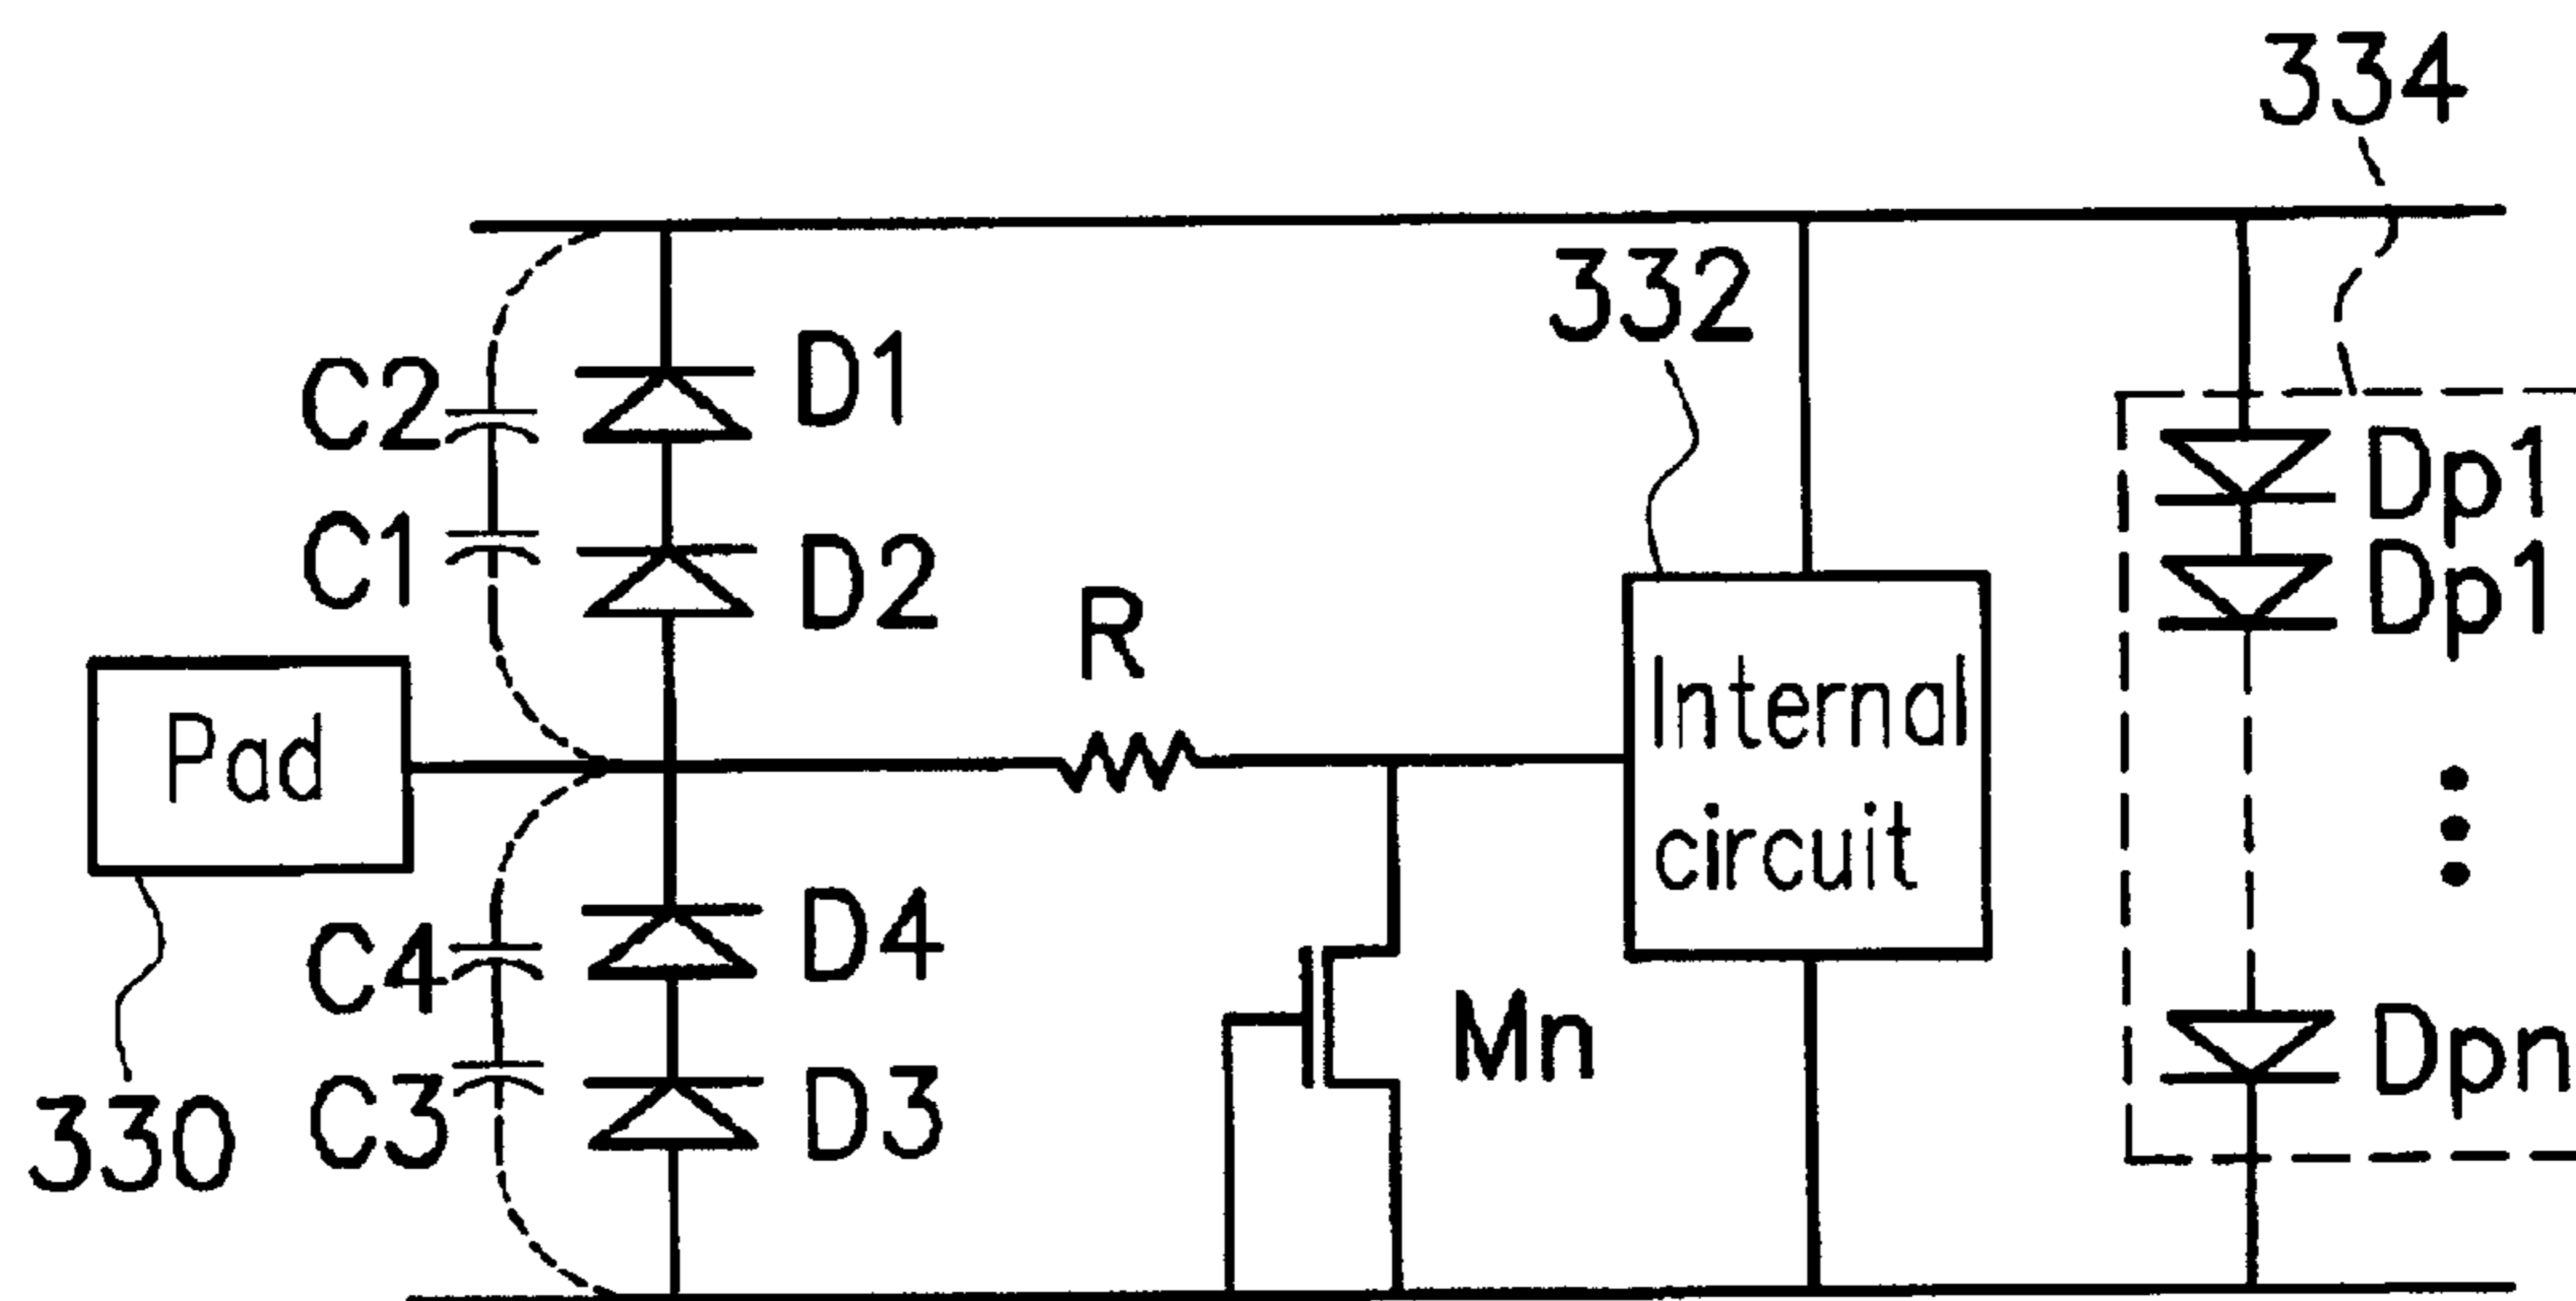 334
332
C2
D1
Dp1
C1
D2
Dp1
R
Pad
Internal
circuit
C4
D4
Mn
Dpn
C3
D3
330